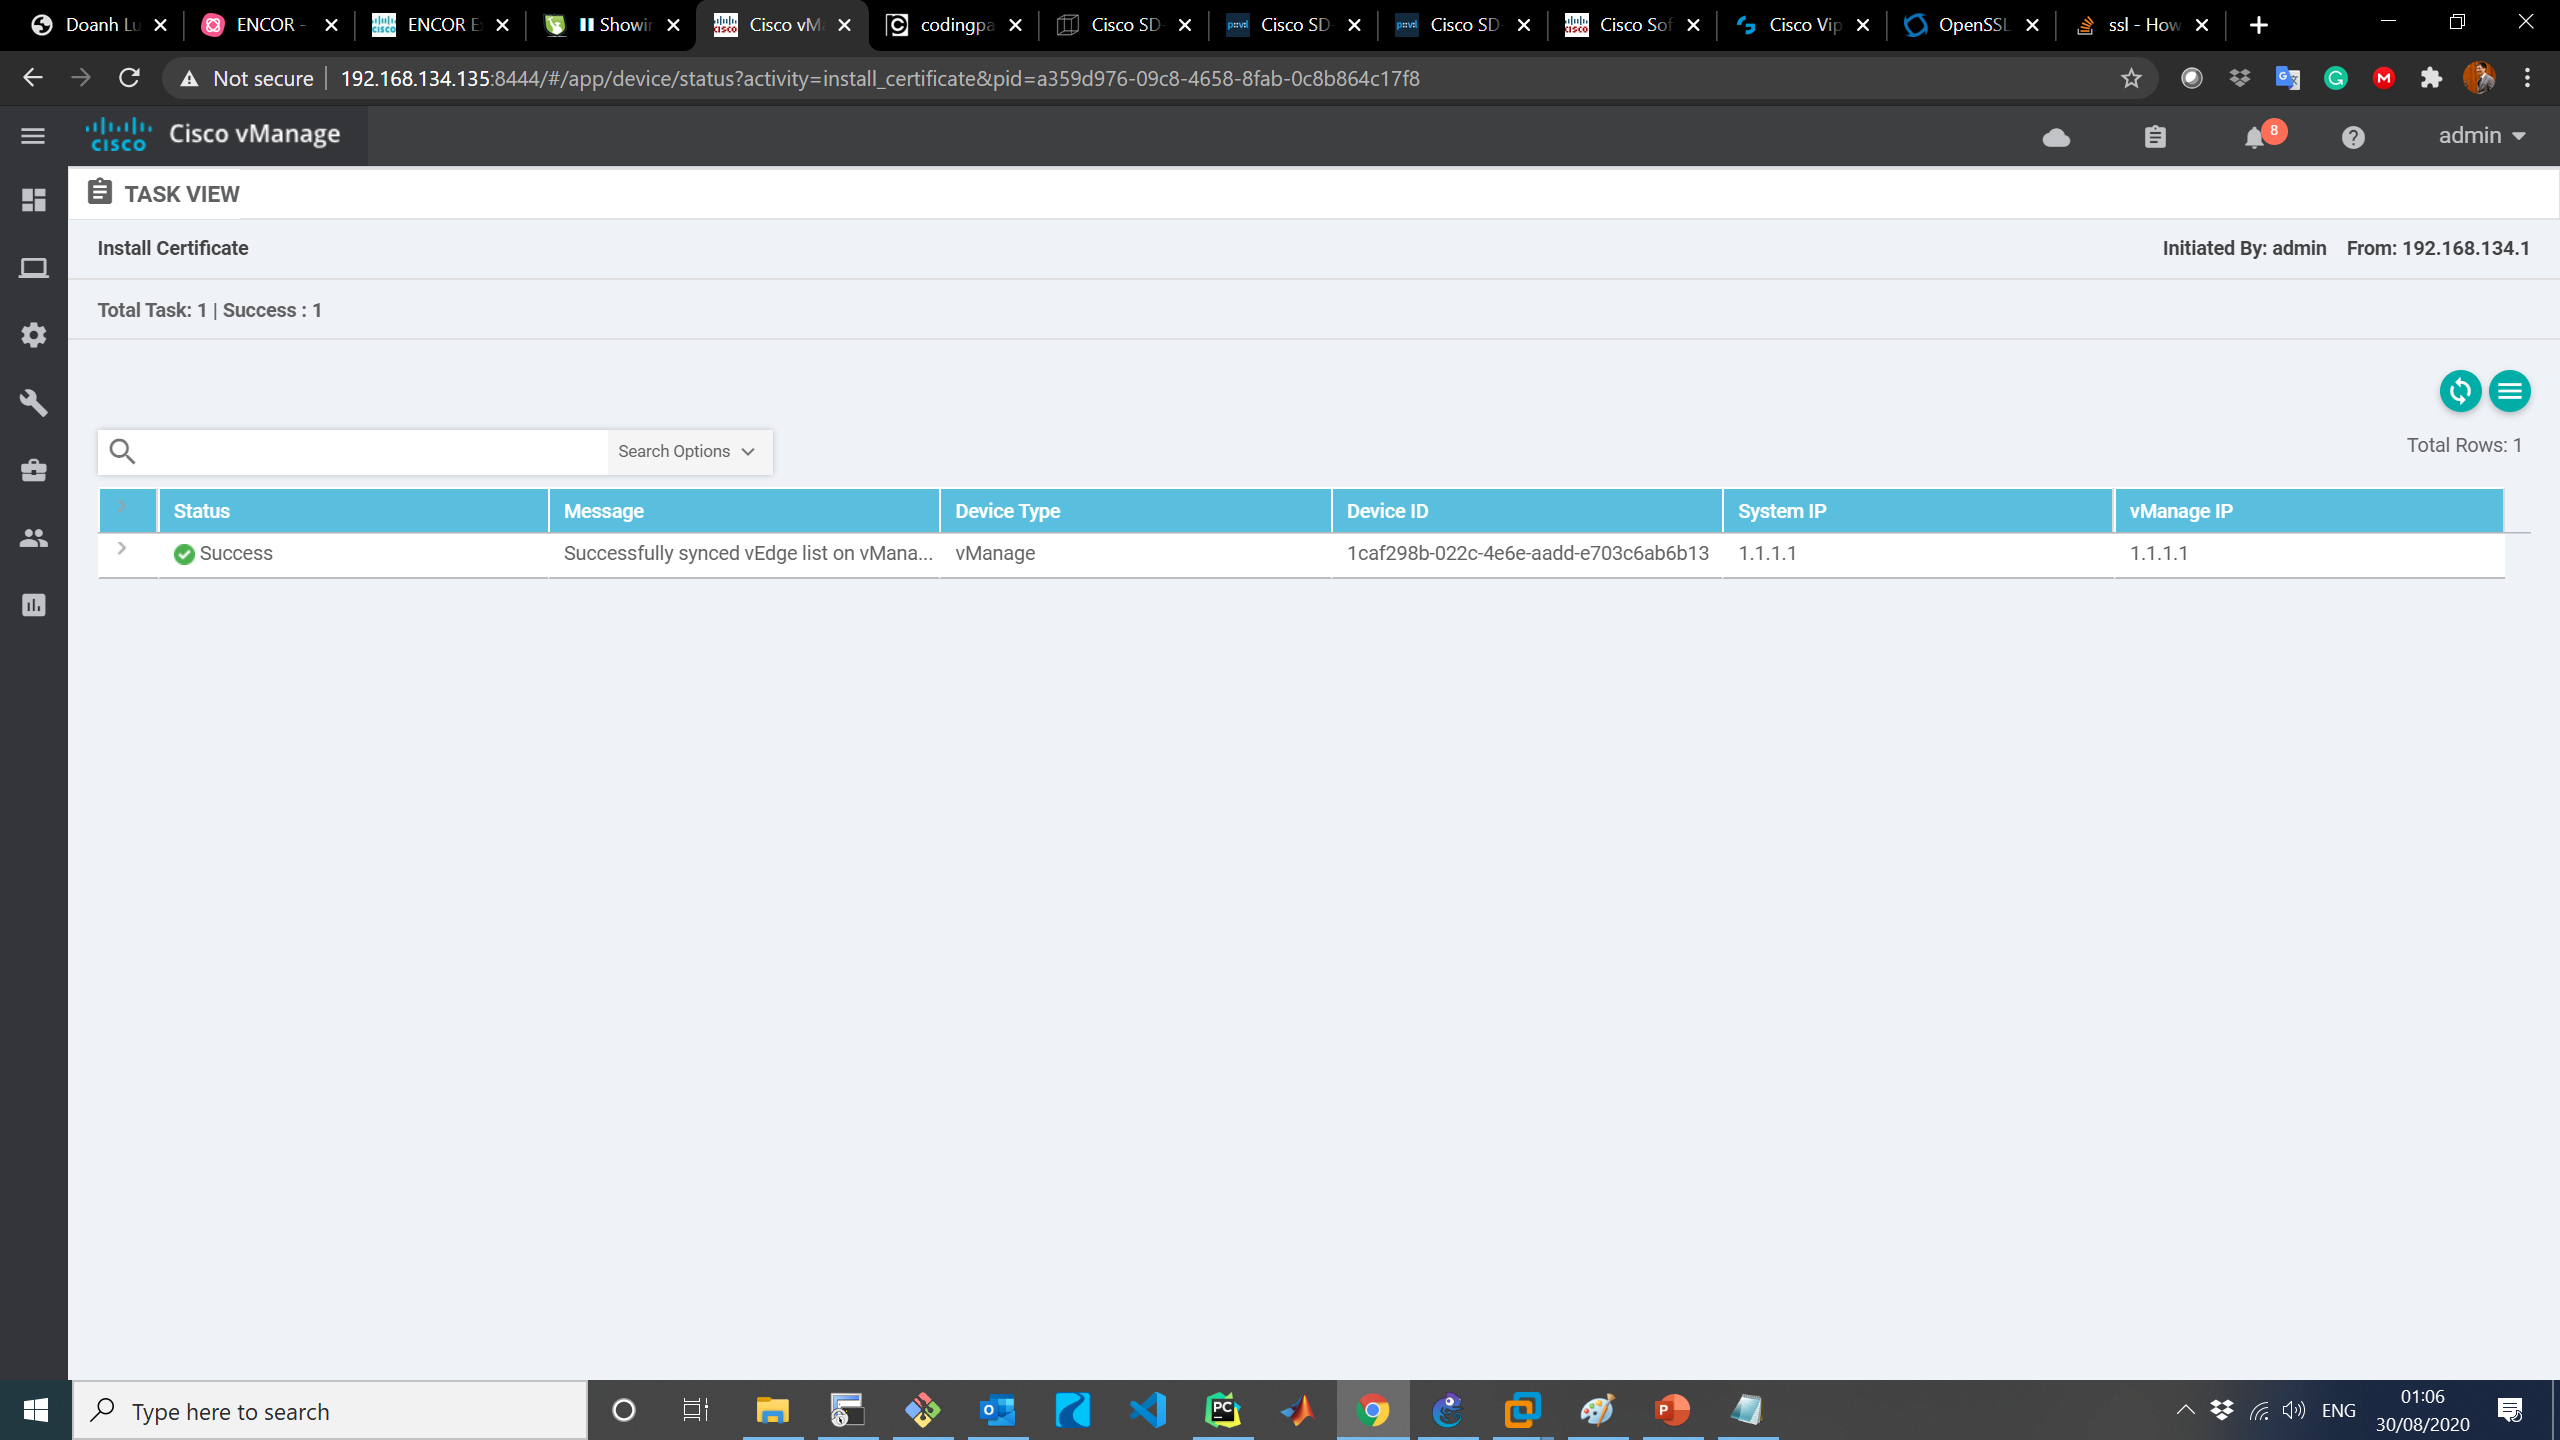 Doanh Lu
ENCOR -
ENCOR E
Showin
Cisco vMa
codingpa
Cisco SD-
Cisco SD-
Cisco SD-
Cisco Sof
Cisco Vip
OpenSSL
ssl - How
Not secure
192.168.134.135:8444/#/app/device/status?activity=install_certificate&pid=a359d976-09c8-4658-8fab-0c8b864c17f8
cisco Cisco vManage
8
admin
TASK VIEW
Install Certificate
Initiated By: admin From: 192.168.134.1
Total Task: 1 | Success : 1
Search Options
Total Rows: 1
Status Message Device Type Device ID System IP vManage IP
Success Successfully synced vEdge list on vMana... vManage 1caf298b-022c-4e6e-aadd-e703c6ab6b13 1.1.1.1 1.1.1.1
Type here to search
ENG
01:06
30/08/2020